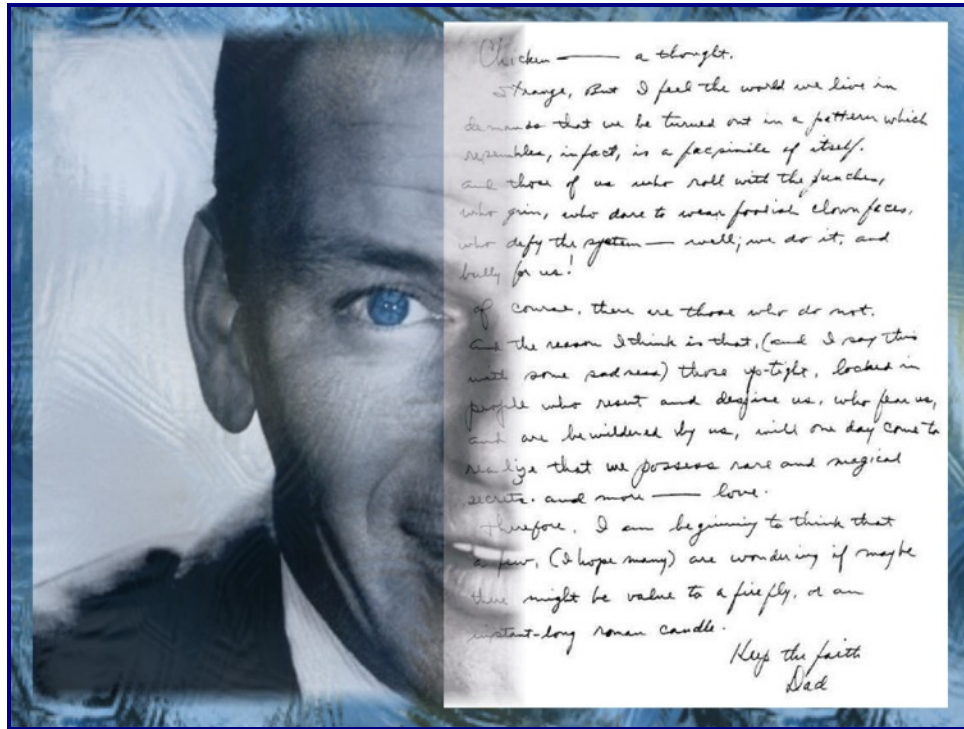 Chicken —— a thought.
Strange, But I feel the world we live in
demands that we be turned out in a pattern which
resembles, in fact, is a facsimile of itself.
and those of us who roll with the punches,
who grin, who dare to wear foolish clown faces,
who defy the system — well, we do it, and
bully for us!
Of course, there are those who do not.
And the reason I think is that, (and I say this
with some sadness) those up-tight, locked in
people who resent and despise us, who fear us,
and are bewildered by us, will one day come to
realize that we possess rare and magical
secrets. and more —— love.
Therefore, I am beginning to think that
a few, (I hope many) are wondering if maybe
there might be value to a firefly, or an
instant-long roman candle.
Keep the faith
Dad